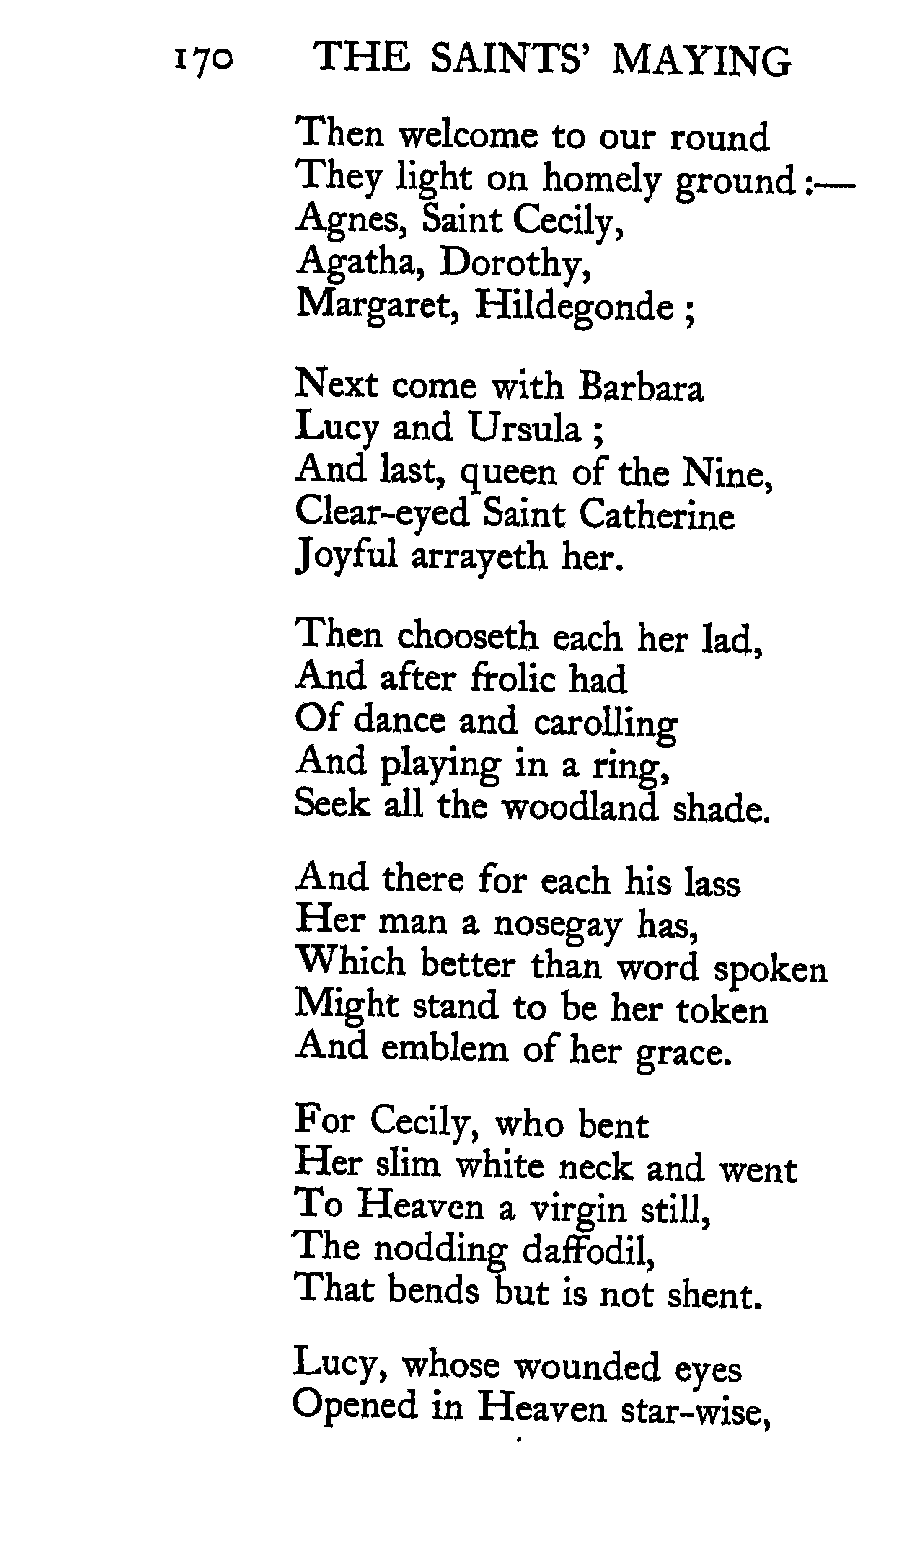 170 THE SAINTS' MAYING
Then welcome to our round
They light on homely ground:—
Agnes, Saint Cecily,
Agatha, Dorothy,
Margaret, Hildegonde ;
Next come with Barbara
Lucy and Ursula ;
And last, queen of the Nine,
Clear-eyed Saint Catherine
Joyful arrayeth her.
Then chooseth each her lad,
And after frolic had
Of dance and carolling
And playing in a ring,
Seek all the woodland shade.
And there for each his lass
Her man a nosegay has,
Which better than word spoken
Might stand to be her token
And emblem of her grace.
For Cecily, who bent
Her slim white neck and went
To Heaven a virgin still,
The nodding daffodil,
That bends but is not shent.
Lucy, whose wounded eyes
Opened in Heaven star-wise,